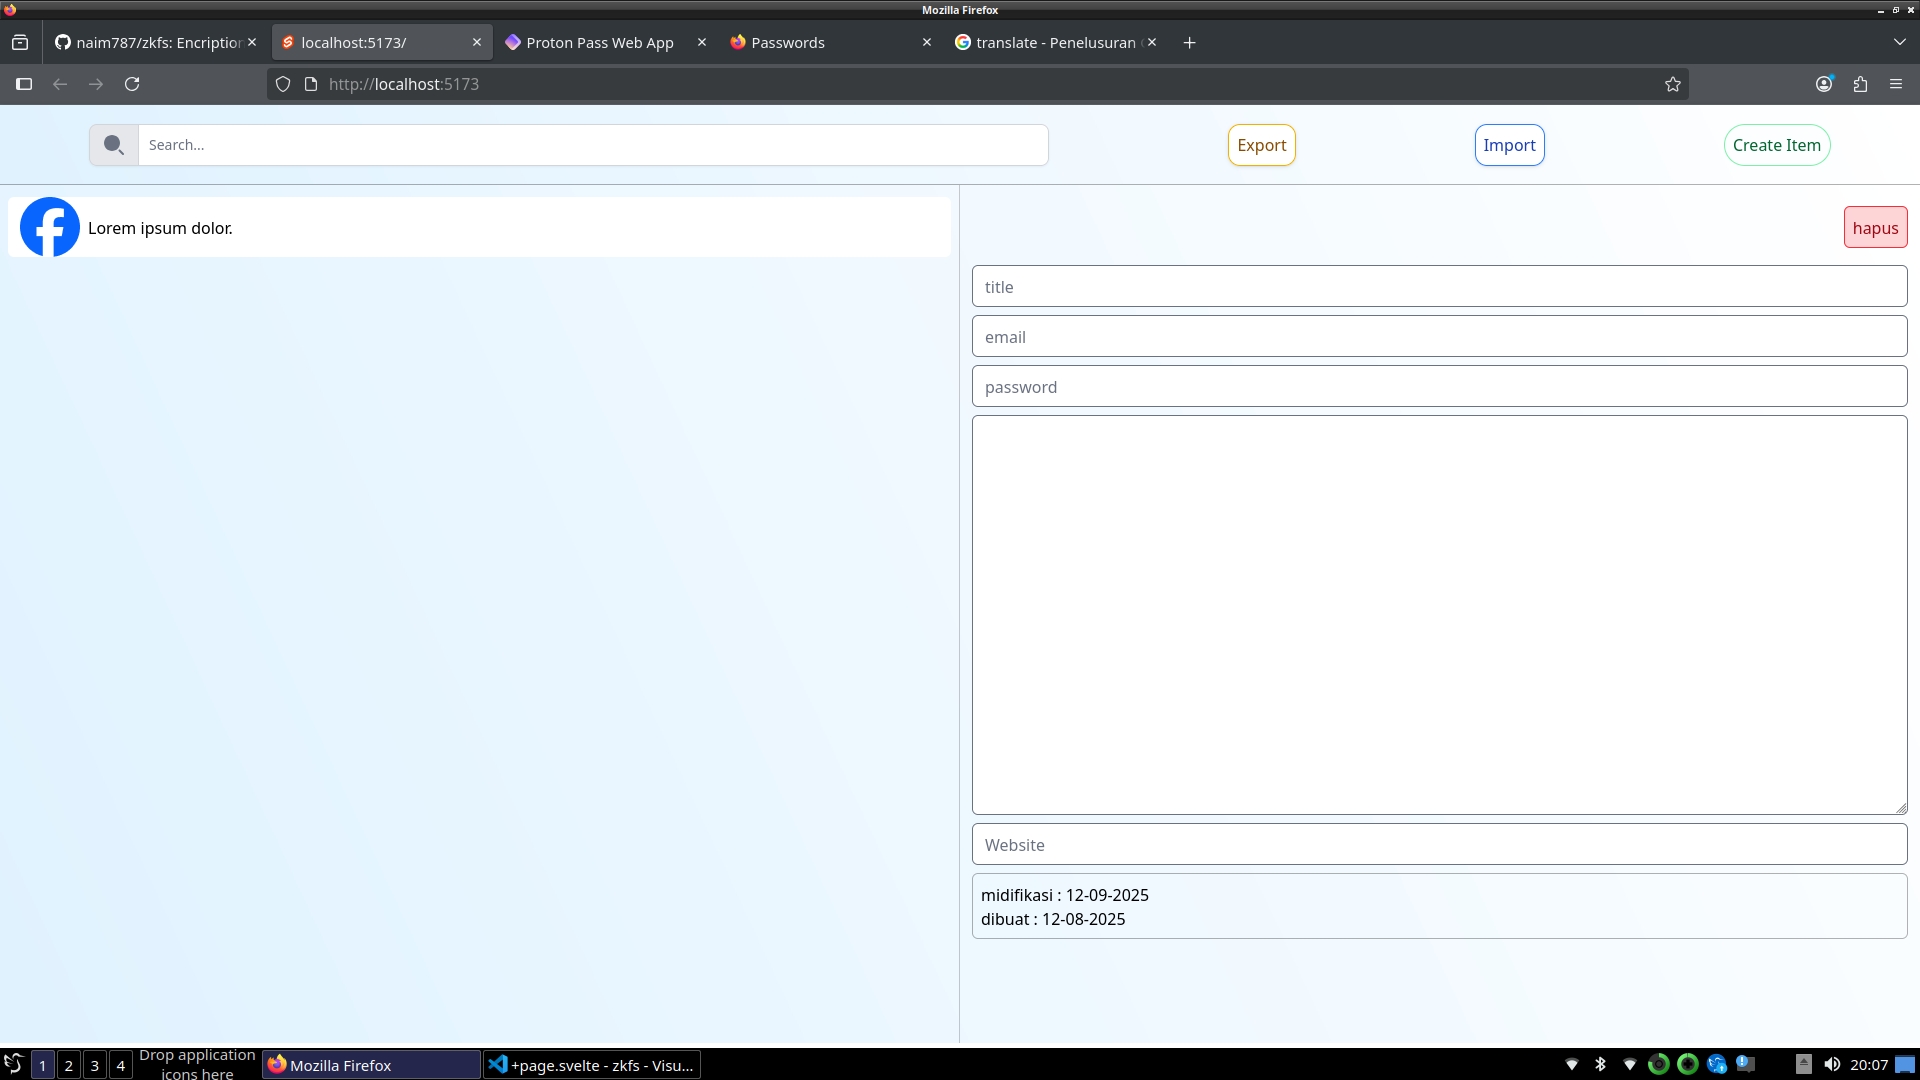 Mozilla Firefox
naim787/zkfs: Encription
localhost:5173/
Proton Pass Web App
Passwords
translate - Penelusuran
http://localhost:5173
Search...
Export
Import
Create Item
Lorem ipsum dolor.
hapus
title
email
password
Website
midifikasi : 12-09-2025
dibuat : 12-08-2025
1
2
3
4
Drop application
icons here
Mozilla Firefox
+page.svelte - zkfs - Visu...
20:07